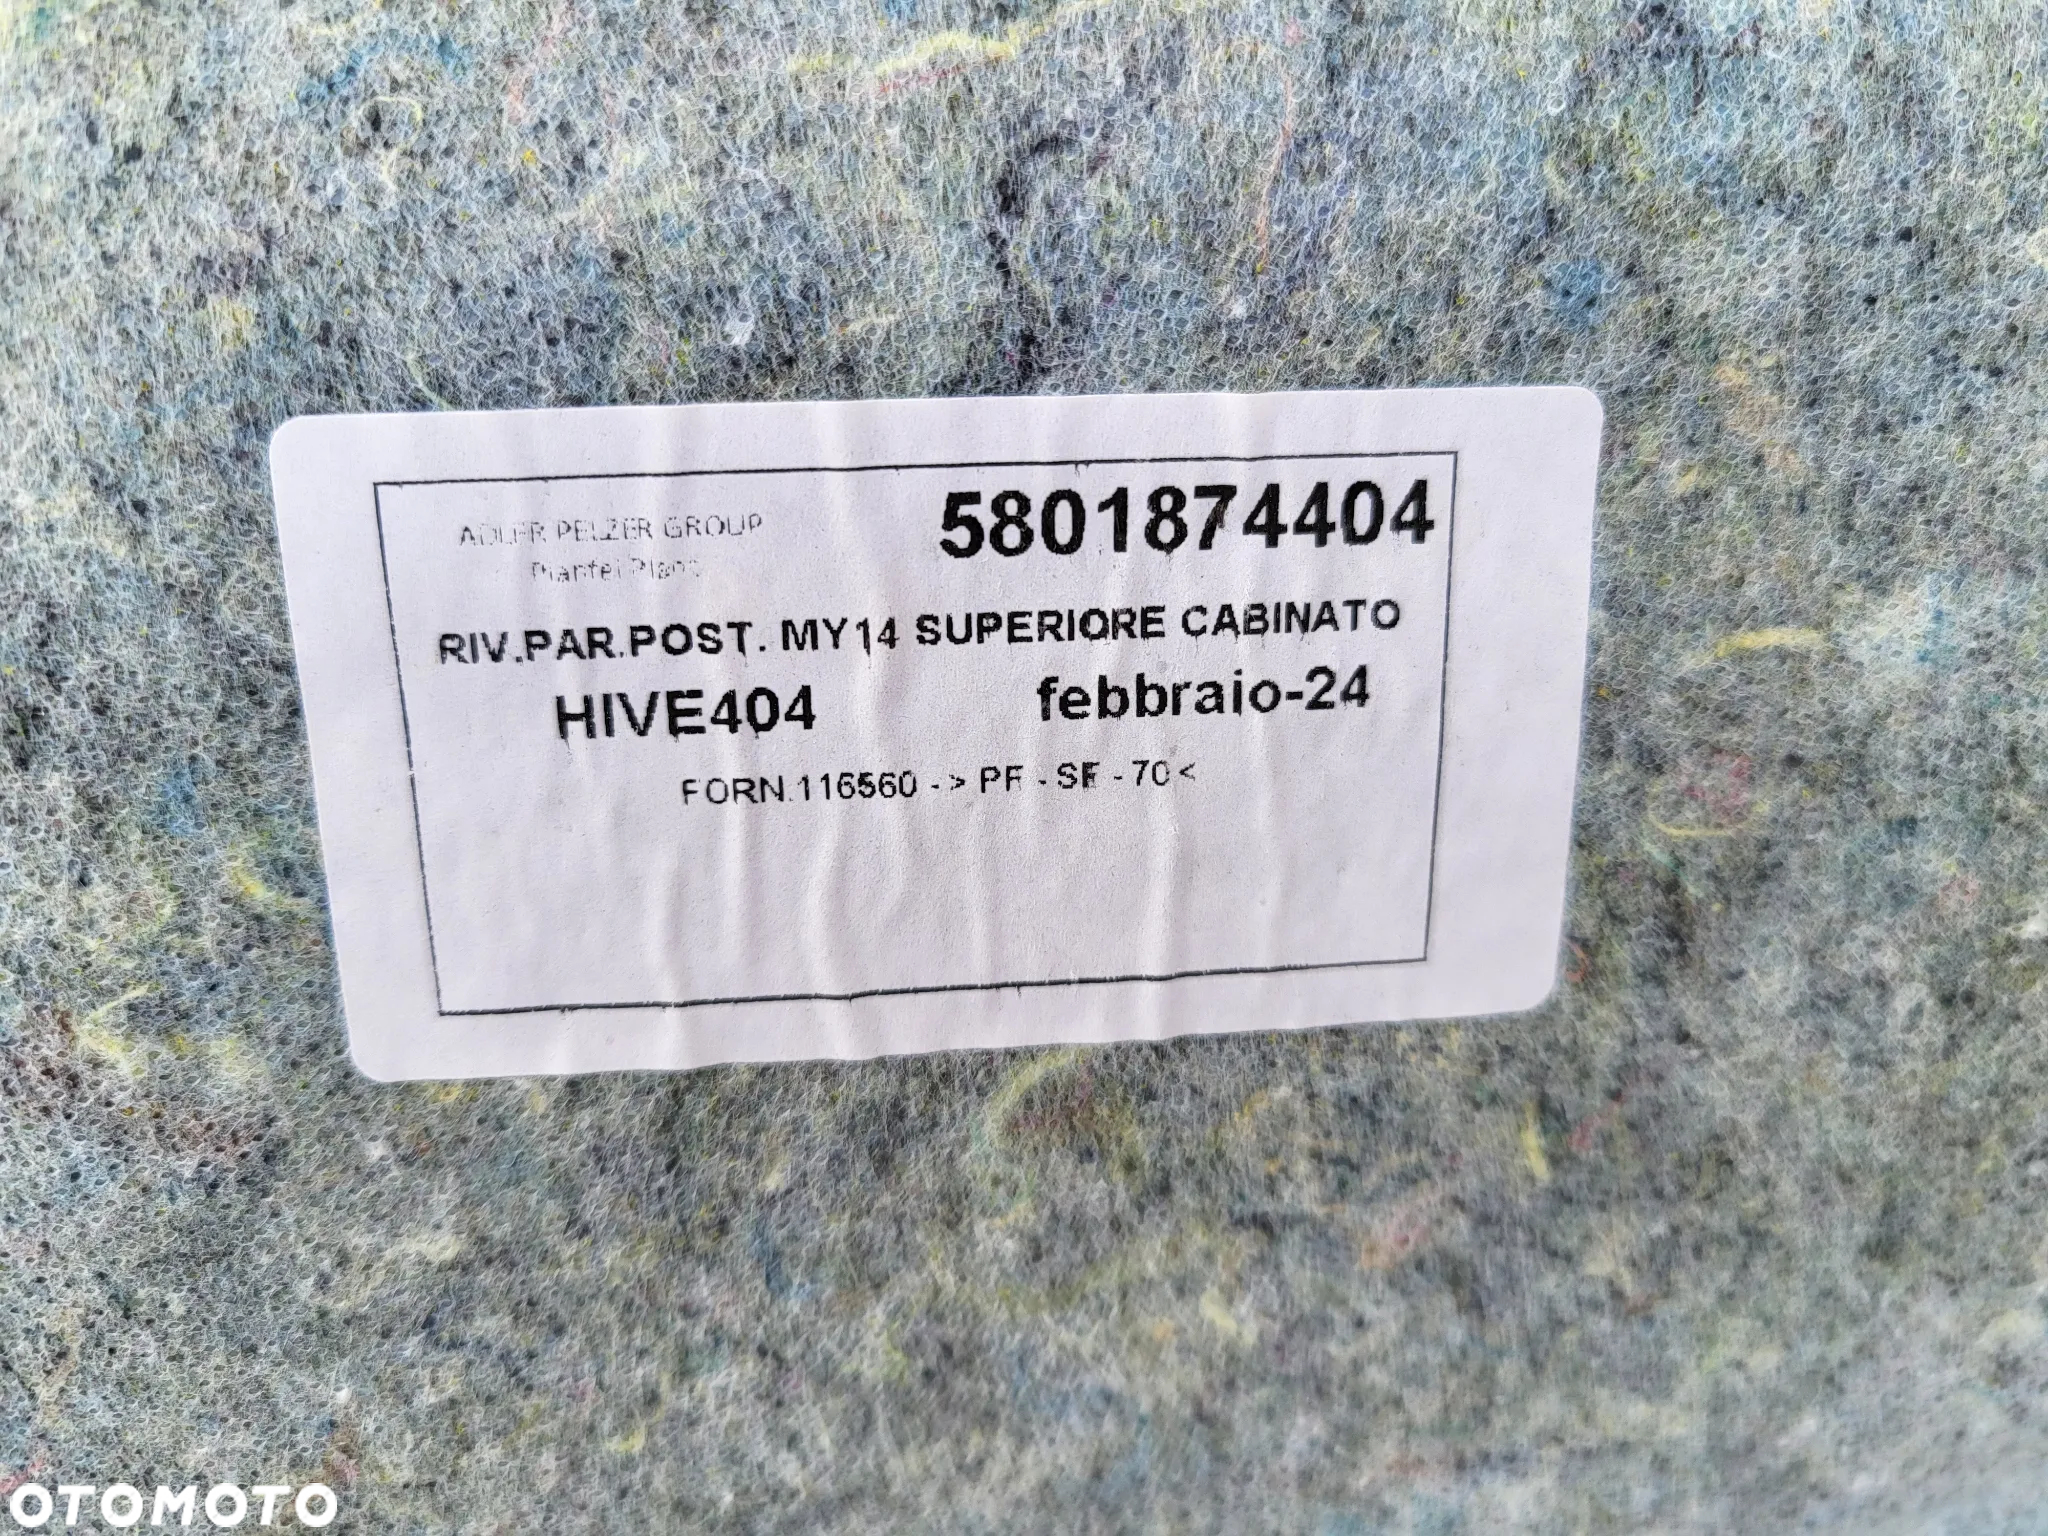 ADLER PELZER GROUP
5801874404
RIV.PAR.POST. MY14 SUPERIORE CABINATO
HIVE404 febbraio-24
FORN.116560 -> PF - SF - 70<
OTOMOTO